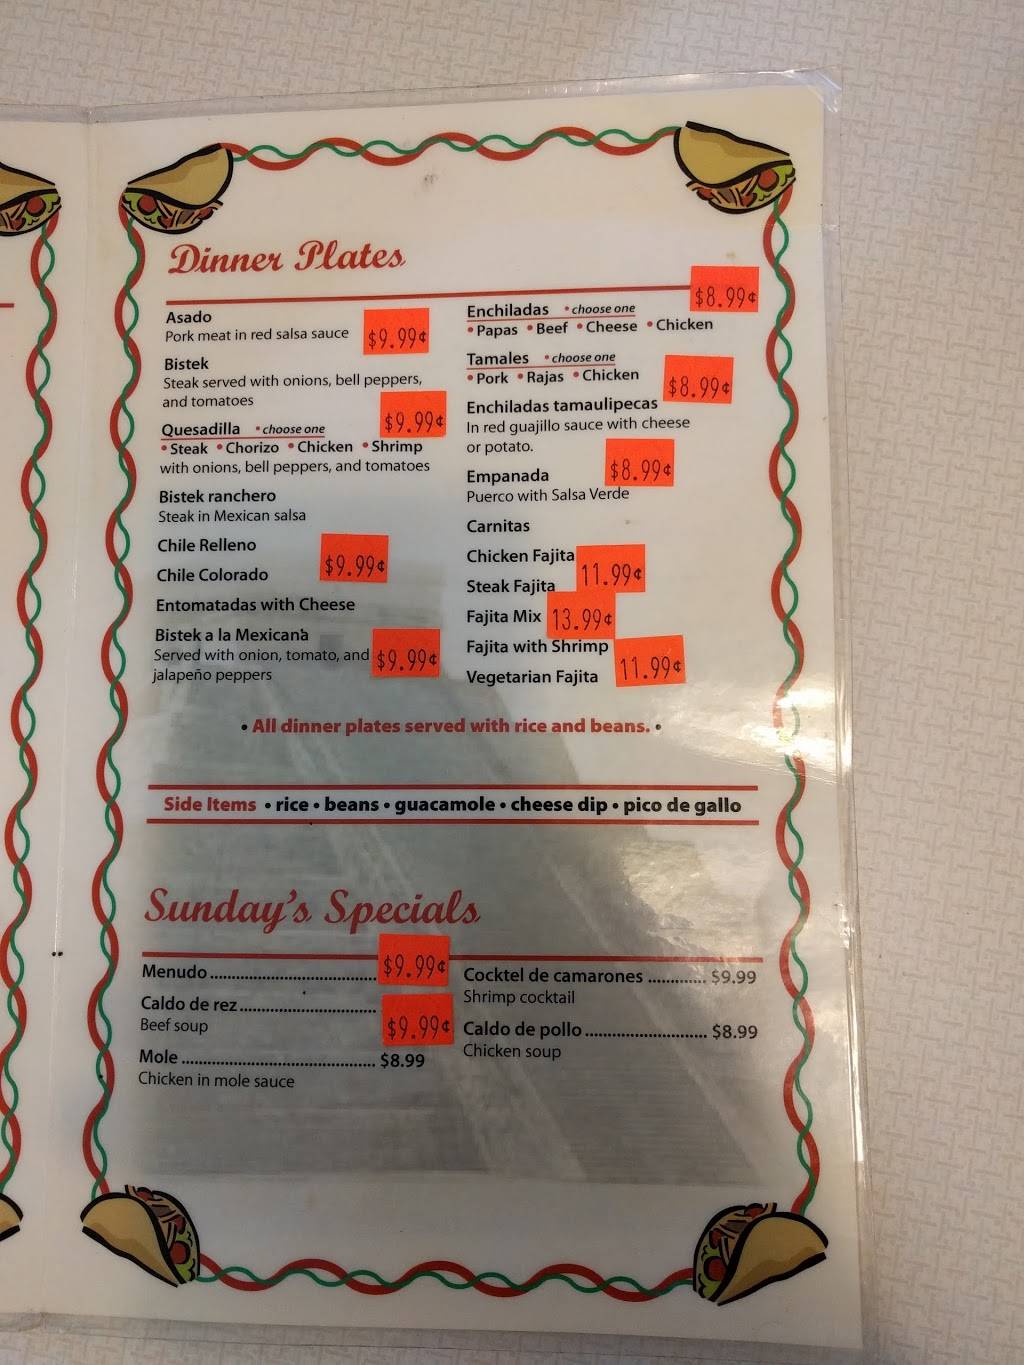 Dinner Plates
Asado
Pork meat in red salsa sauce $9.99¢
Bistek
Steak served with onions, bell peppers,
and tomatoes
$9.99¢
Quesadilla • choose one
• Steak • Chorizo • Chicken • Shrimp
with onions, bell peppers, and tomatoes
Bistek ranchero
Steak in Mexican salsa
Chile Relleno
$9.99¢
Chile Colorado
Entomatadas with Cheese
Bistek a la Mexicana
Served with onion, tomato, and $9.99¢
jalapeño peppers
$8.99¢
Enchiladas • choose one
• Papas • Beef • Cheese • Chicken
Tamales • choose one
• Pork • Rajas • Chicken
$8.99¢
Enchiladas tamaulipecas
In red guajillo sauce with cheese
or potato.
$8.99¢
Empanada
Puerco with Salsa Verde
Carnitas
Chicken Fajita
11.99¢
Steak Fajita
Fajita Mix 13.99¢
Fajita with Shrimp
11.99¢
Vegetarian Fajita
• All dinner plates served with rice and beans. •
Side Items • rice • beans • guacamole • cheese dip • pico de gallo
Sunday's Specials
Menudo ................................ $9.99¢
Caldo de rez .......................... $9.99¢
Beef soup
Mole ..................................... $8.99
Chicken in mole sauce
Cocktel de camarones ............. $9.99
Shrimp cocktail
Caldo de pollo ........................... $8.99
Chicken soup